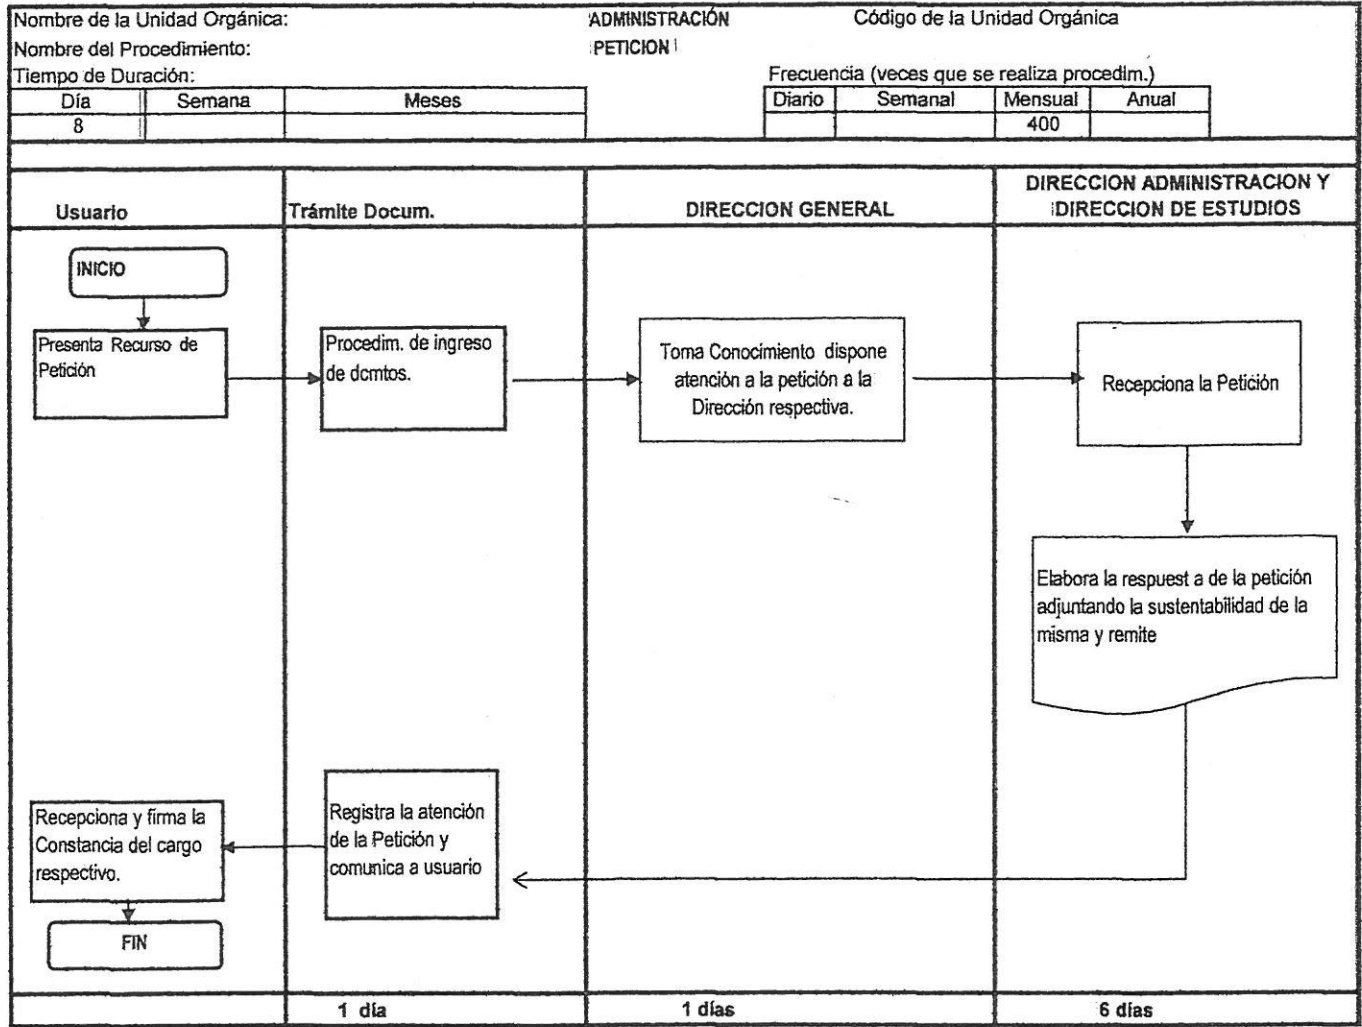 Nombre de la Unidad Orgánica: ADMINISTRACIÓN Código de la Unidad Orgánica
Nombre del Procedimiento: PETICION
Tiempo de Duración: Frecuencia (veces que se realiza procedim.)
Día Semana Meses Diario Semanal Mensual Anual
8 400
Usuario Trámite Docum. DIRECCION GENERAL DIRECCION ADMINISTRACION Y
DIRECCION DE ESTUDIOS
INICIO
Presenta Recurso de
Petición
Procedim. de ingreso
de dcmtos.
Toma Conocimiento dispone
atención a la petición a la
Dirección respectiva.
Recepciona la Petición
Elabora la respuest a de la petición
adjuntando la sustentabilidad de la
misma y remite
Registra la atención
de la Petición y
comunica a usuario
Recepciona y firma la
Constancia del cargo
respectivo.
FIN
1 día 1 días 6 días